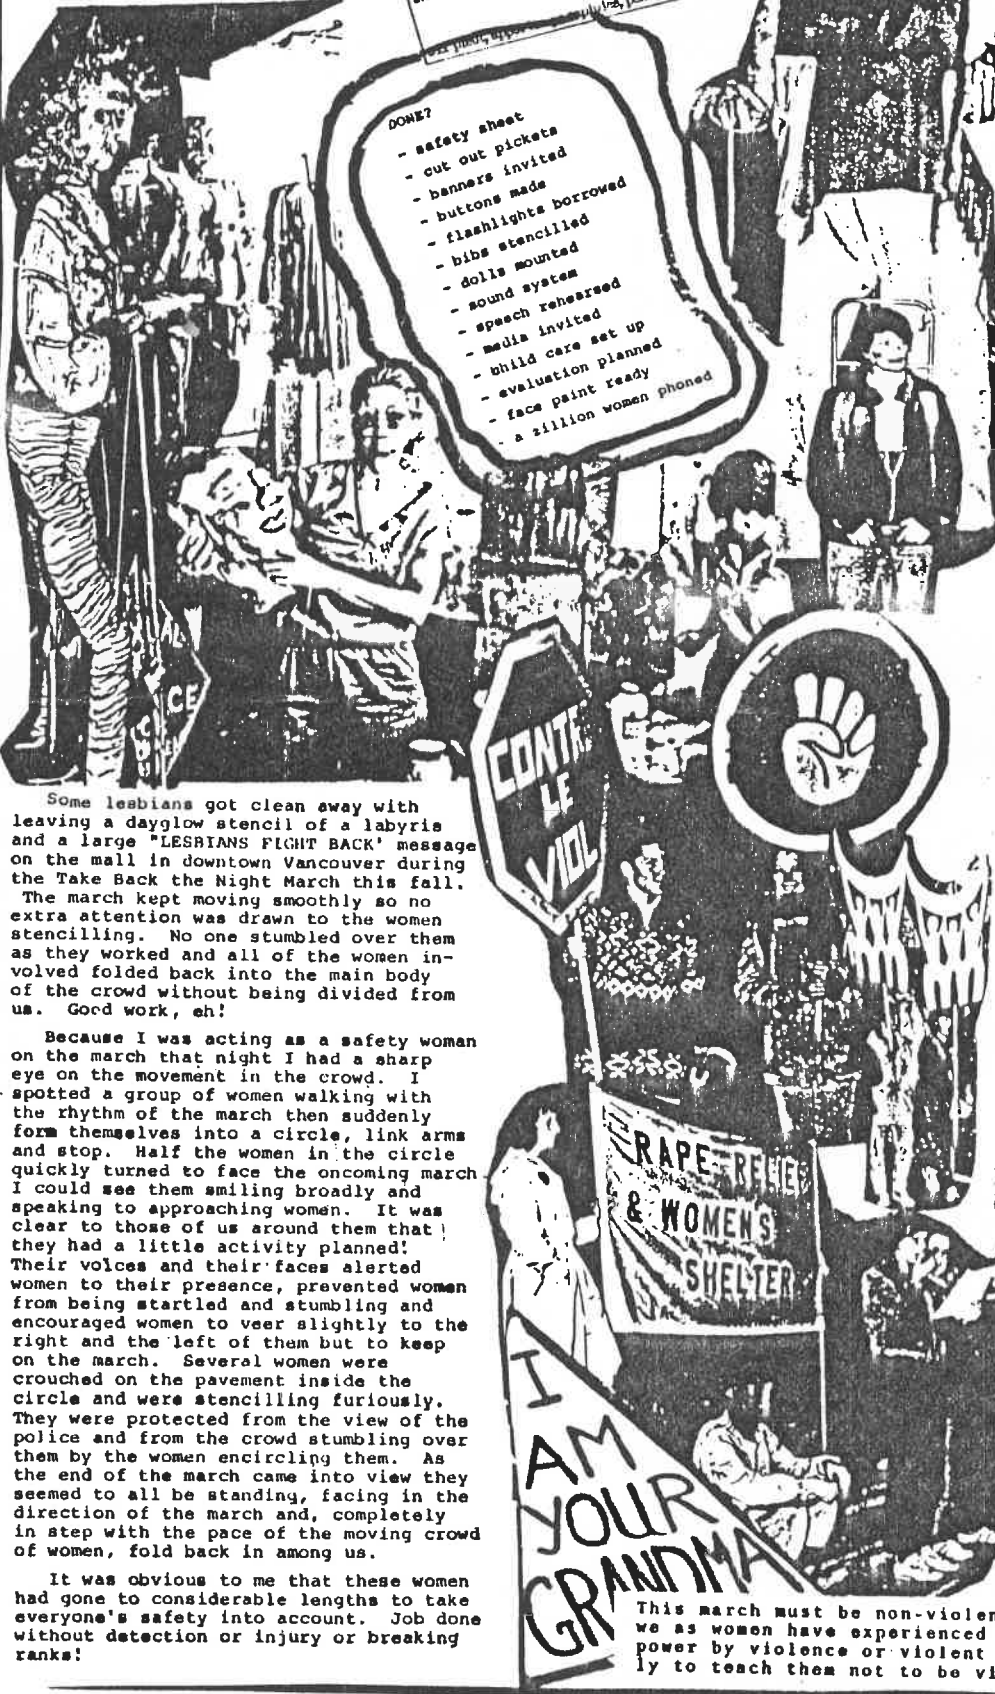 DONE?
- safety sheet
- cut out pickets
- banners invited
- buttons made
- flashlights borrowed
- bibs stencilled
- dolls mounted
- sound system
- speech rehearsed
- media invited
- child care set up
- evaluation planned
- face paint ready
- a zillion women phoned
CE
CONTRE
LE
VIOL
Some lesbians got clean away with
leaving a dayglow stencil of a labyris
and a large "LESBIANS FIGHT BACK' message
on the mall in downtown Vancouver during
the Take Back the Night March this fall.
The march kept moving smoothly so no
extra attention was drawn to the women
stencilling. No one stumbled over them
as they worked and all of the women in-
volved folded back into the main body
of the crowd without being divided from
us. Good work, eh!
Because I was acting as a safety woman
on the march that night I had a sharp
eye on the movement in the crowd. I
spotted a group of women walking with
the rhythm of the march then suddenly
form themselves into a circle, link arms
and stop. Half the women in the circle
quickly turned to face the oncoming march
I could see them smiling broadly and
speaking to approaching women. It was
clear to those of us around them that
they had a little activity planned!
Their voices and their faces alerted
women to their presence, prevented women
from being startled and stumbling and
encouraged women to veer slightly to the
right and the left of them but to keep
on the march. Several women were
crouched on the pavement inside the
circle and were stencilling furiously.
They were protected from the view of the
police and from the crowd stumbling over
them by the women encircling them. As
the end of the march came into view they
seemed to all be standing, facing in the
direction of the march and, completely
in step with the pace of the moving crowd
of women, fold back in among us.
It was obvious to me that these women
had gone to considerable lengths to take
everyone's safety into account. Job done
without detection or injury or breaking
ranks!
RAPE RELIEF
& WOMEN'S
SHELTER
I
AM
YOUR
GRANDMA
This march must be non-violen
we as women have experienced
power by violence or violent
ly to teach them not to be vi